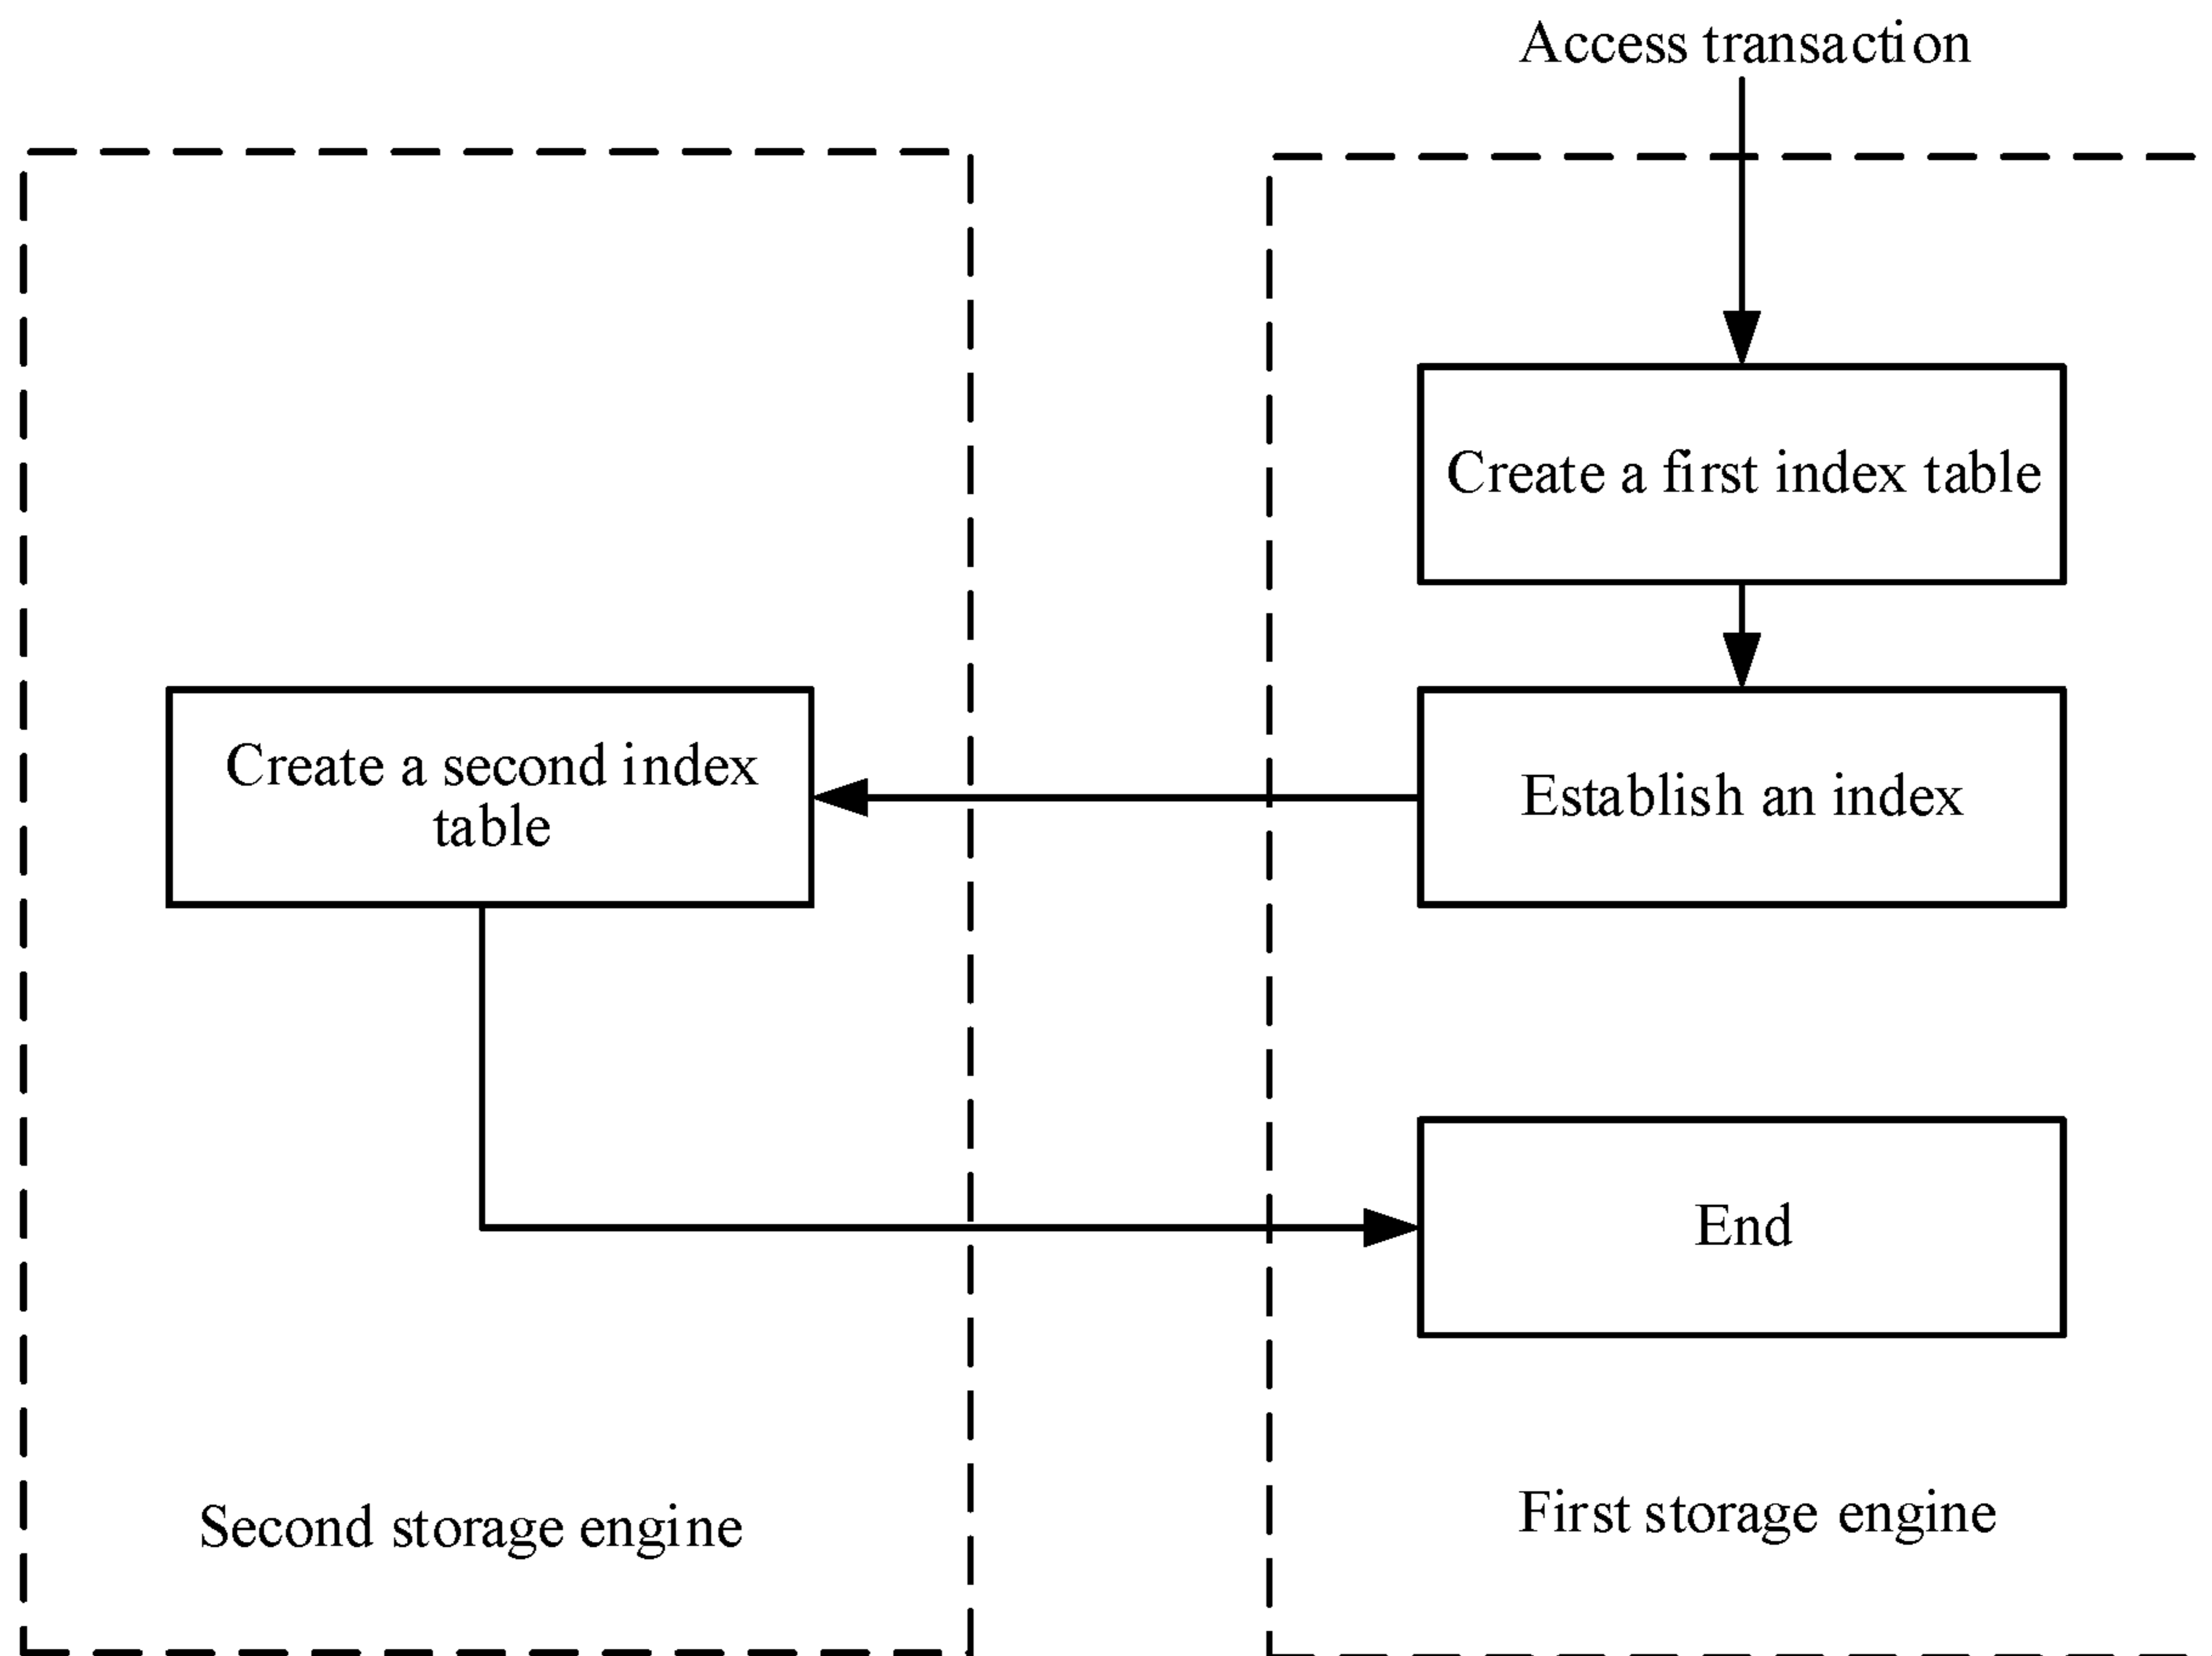 Access transaction
Create a first index table
Create a second index
table
Establish an index
End
Second storage engine
First storage engine